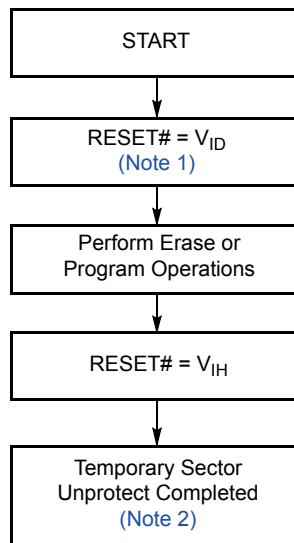 START
RESET# = VID
(Note 1)
Perform Erase or
Program Operations
RESET# = VIH
Temporary Sector
Unprotect Completed
(Note 2)